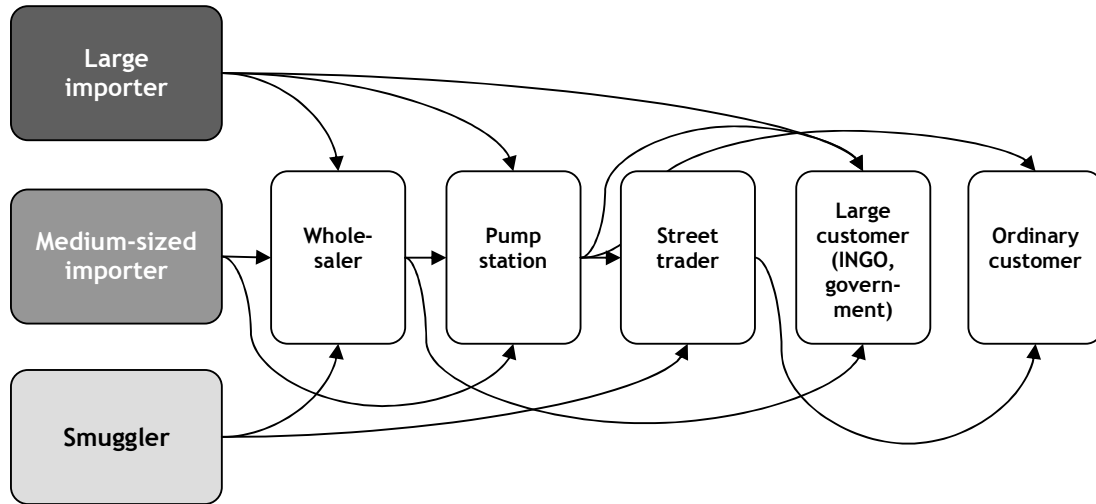 Large
importer
Medium-sized
importer
Smuggler
Whole-
saler
Pump
station
Street
trader
Large
customer
(INGO,
govern-
ment)
Ordinary
customer